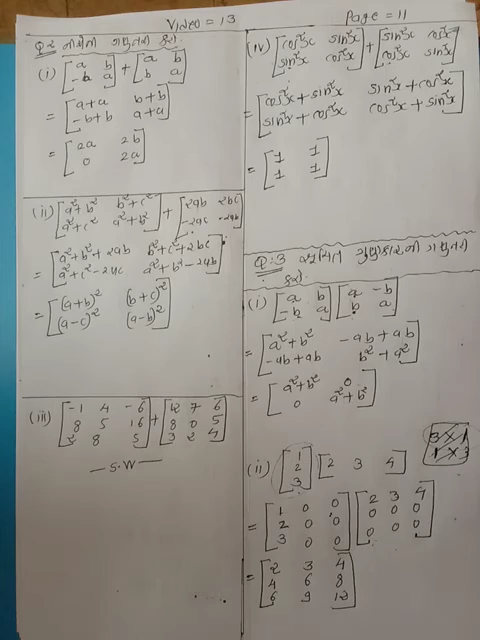 Video = 13
Page = 11
Q.2 નીચેની ગણતરી કરો.
(i) [a b; -b a] + [a b; b a]
= [a+a b+b; -b+b a+a]
= [2a 2b; 0 2a]
(ii) [a²+b² b²+c²; a²+c² a²+b²] + [2ab 2bc; -2ac -2ab]
= [a²+b²+2ab b²+c²+2bc; a²+c²-2ac a²+b²-2ab]
= [(a+b)² (b+c)²; (a-c)² (a-b)²]
(iii) [-1 4 -6; 8 5 16; 2 8 5] + [12 7 6; 8 0 5; 3 2 4]
— S.W —
(iv) [cos²x sin²x; sin²x cos²x] + [sin²x cos²x; cos²x sin²x]
= [cos²x+sin²x sin²x+cos²x; sin²x+cos²x cos²x+sin²x]
= [1 1; 1 1]
Q:3 ગુણાકારની ગણતરી
કરો.
(i) [a b; -b a] [a -b; b a]
= [a²+b² -ab+ab; -ab+ab b²+a²]
= [a²+b² 0; 0 a²+b²]
(ii) [1; 2; 3] [2 3 4]
3×1
1×3
= [1 0 0; 2 0 0; 3 0 0] [2 3 4; 0 0 0; 0 0 0]
= [2 3 4; 4 6 8; 6 9 12]